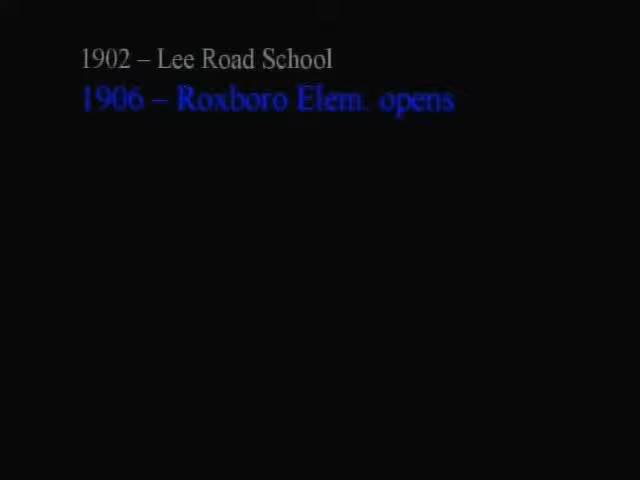 1902 – Lee Road School
1906 – Roxboro Elem. opens